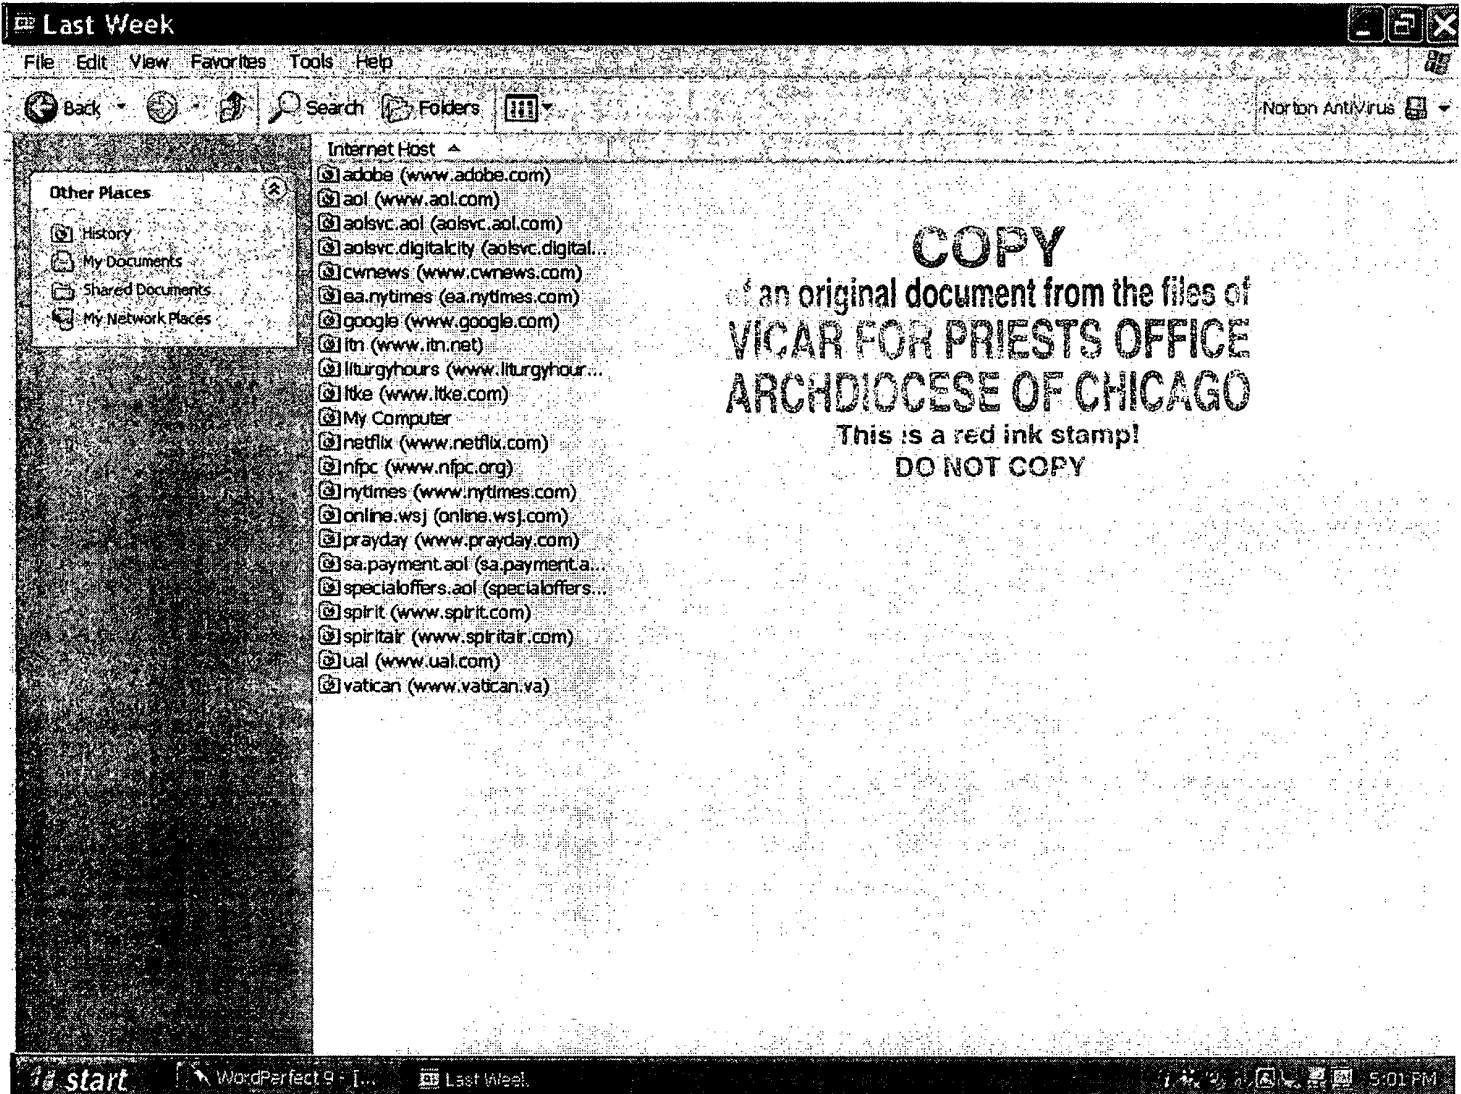 Last Week
File Edit View Favorites Tools Help
Back Search Folders Norton AntiVirus
Internet Host
Other Places
History
My Documents
Shared Documents
My Network Places
adobe (www.adobe.com)
aol (www.aol.com)
aolsvc.aol (aolsvc.aol.com)
aolsvc.digitalcity (aolsvc.digital...
cwnews (www.cwnews.com)
ea.nytimes (ea.nytimes.com)
google (www.google.com)
itn (www.itn.net)
liturgyhours (www.liturgyhour...
ltke (www.ltke.com)
My Computer
netflix (www.netflix.com)
nfpc (www.nfpc.org)
nytimes (www.nytimes.com)
online.wsj (online.wsj.com)
prayday (www.prayday.com)
sa.payment.aol (sa.payment.a...
specialoffers.aol (specialoffers...
spirit (www.spirit.com)
spiritair (www.spiritair.com)
ual (www.ual.com)
vatican (www.vatican.va)
COPY
of an original document from the files of
VICAR FOR PRIESTS OFFICE
ARCHDIOCESE OF CHICAGO
This is a red ink stamp!
DO NOT COPY
start WordPerfect 9 - [... Last Week 5:01 PM